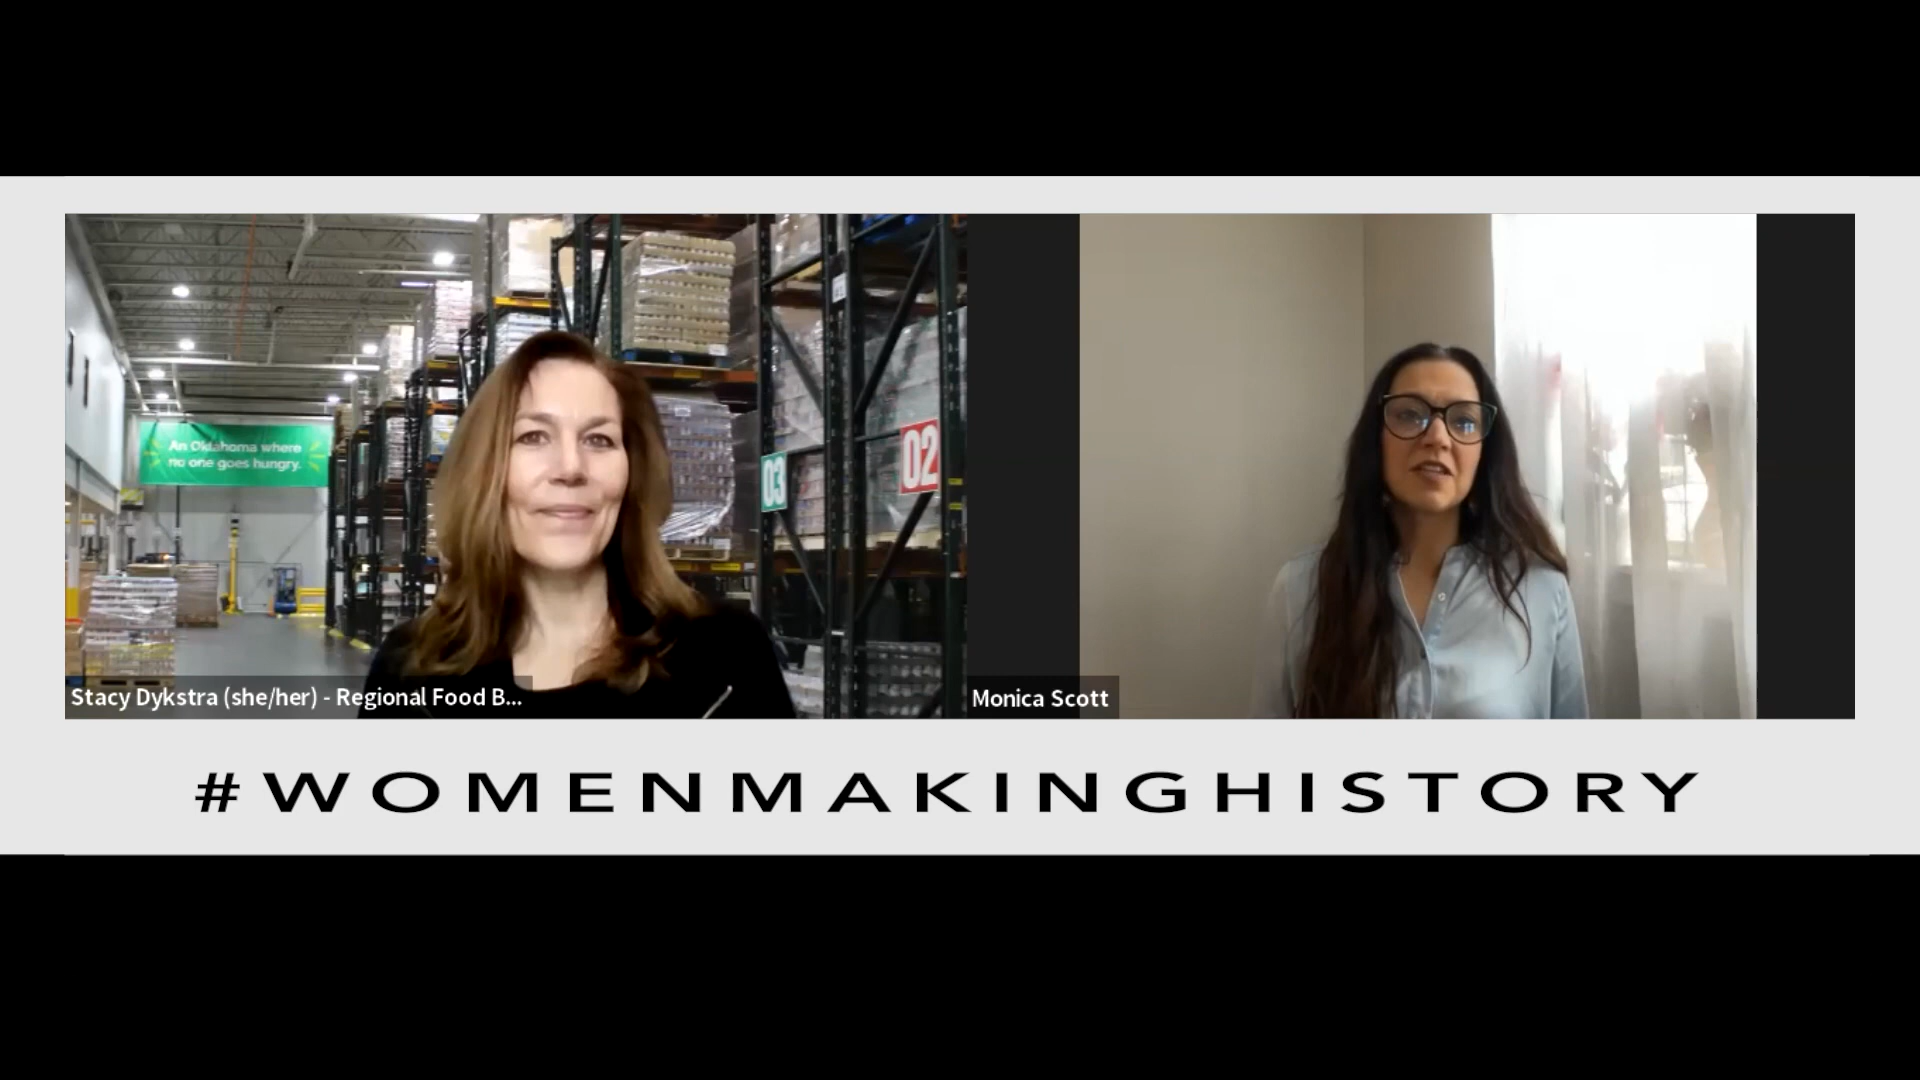 An Oklahoma where
no one goes hungry.
03
02
Stacy Dykstra (she/her) - Regional Food B...
Monica Scott
#WOMENMAKINGHISTORY